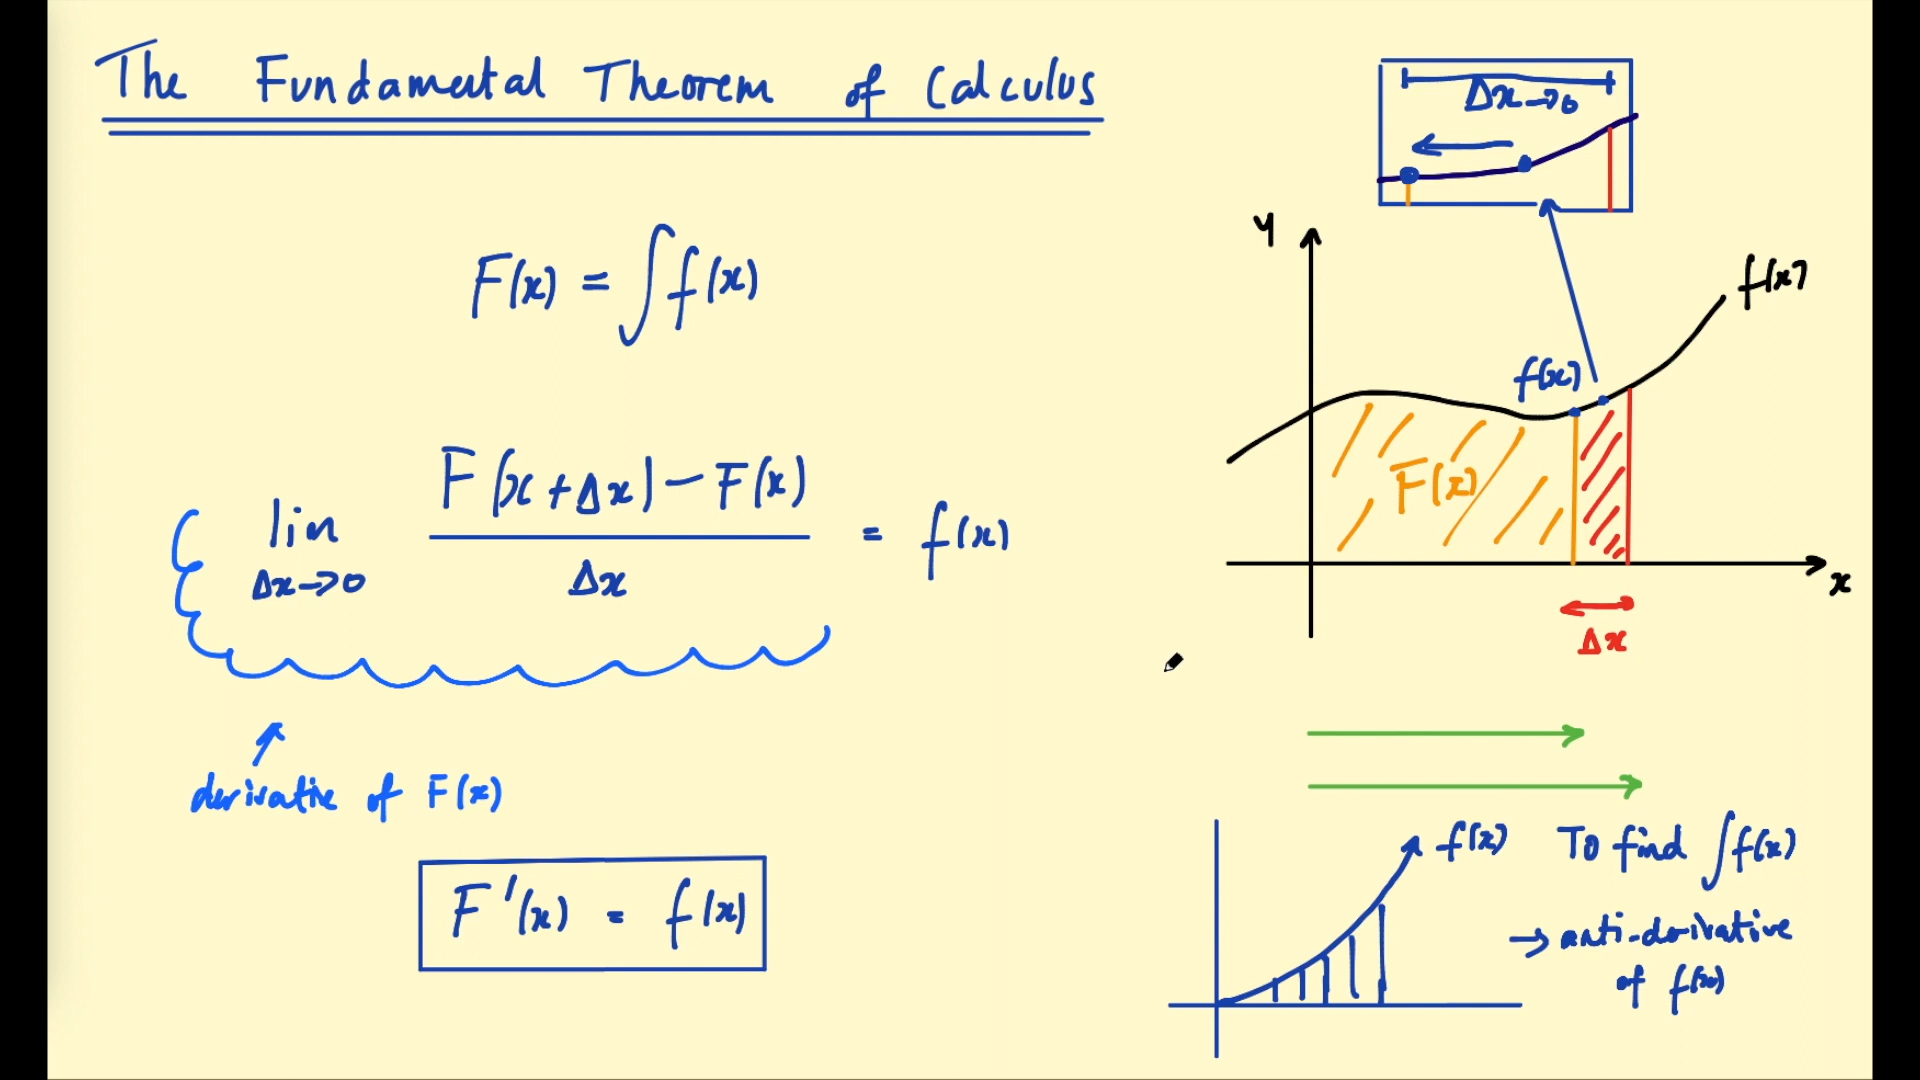 The Fundamental Theorem of Calculus
F(x) = ∫f(x)
lim Δx→0 F(x+Δx) − F(x) / Δx = f(x)
derivative of F(x)
F'(x) = f(x)
Δx→0
y
f(x)
f(x)
F(x)
x
Δx
f(x)
To find ∫f(x)
→ anti-derivative
of f(x)